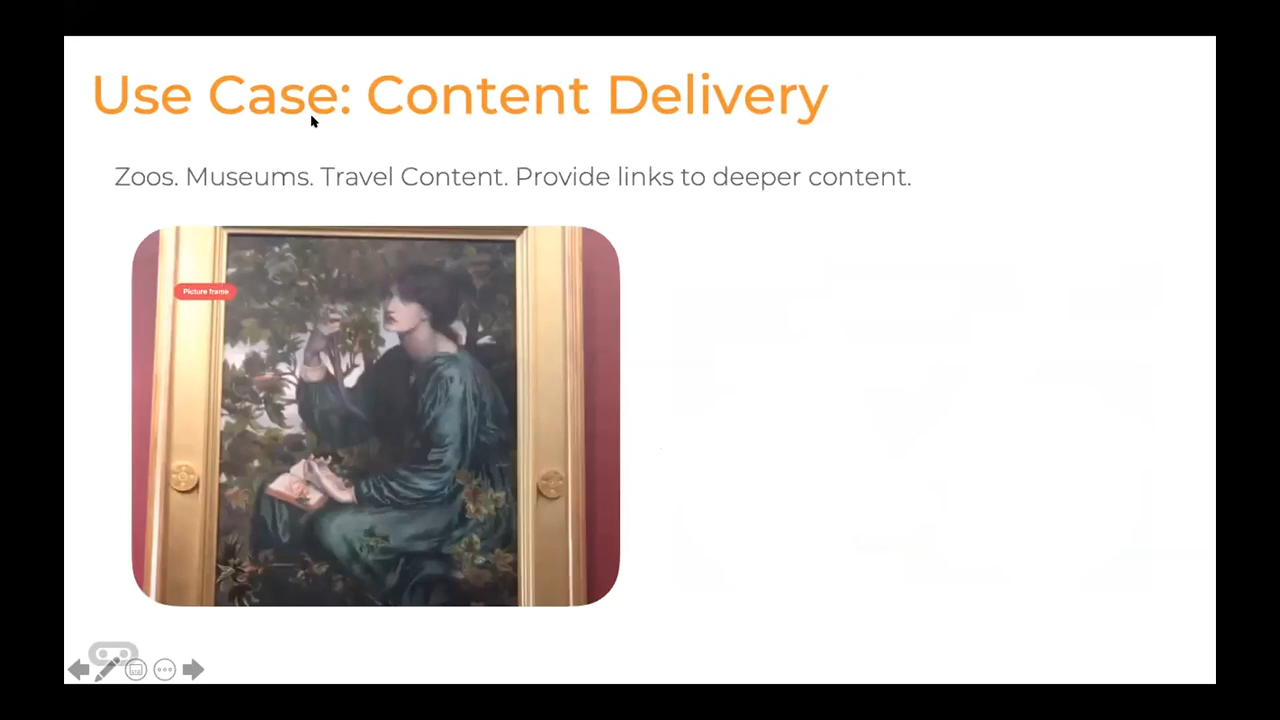 Use Case: Content Delivery
Zoos. Museums. Travel Content. Provide links to deeper content.
Picture frame